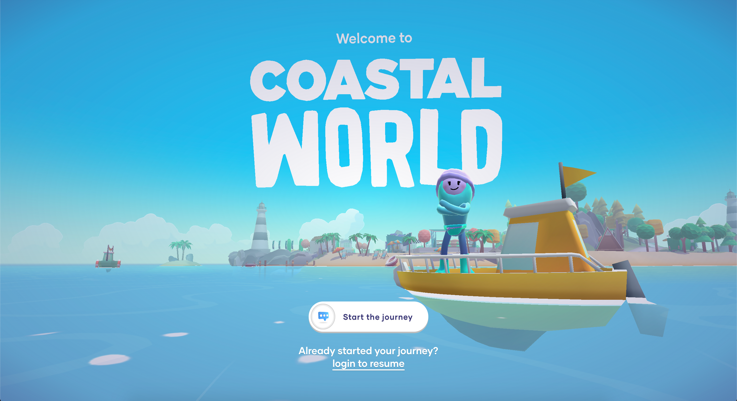 Welcome to
COASTAL
WORLD
Start the journey
Already started your journey?
login to resume